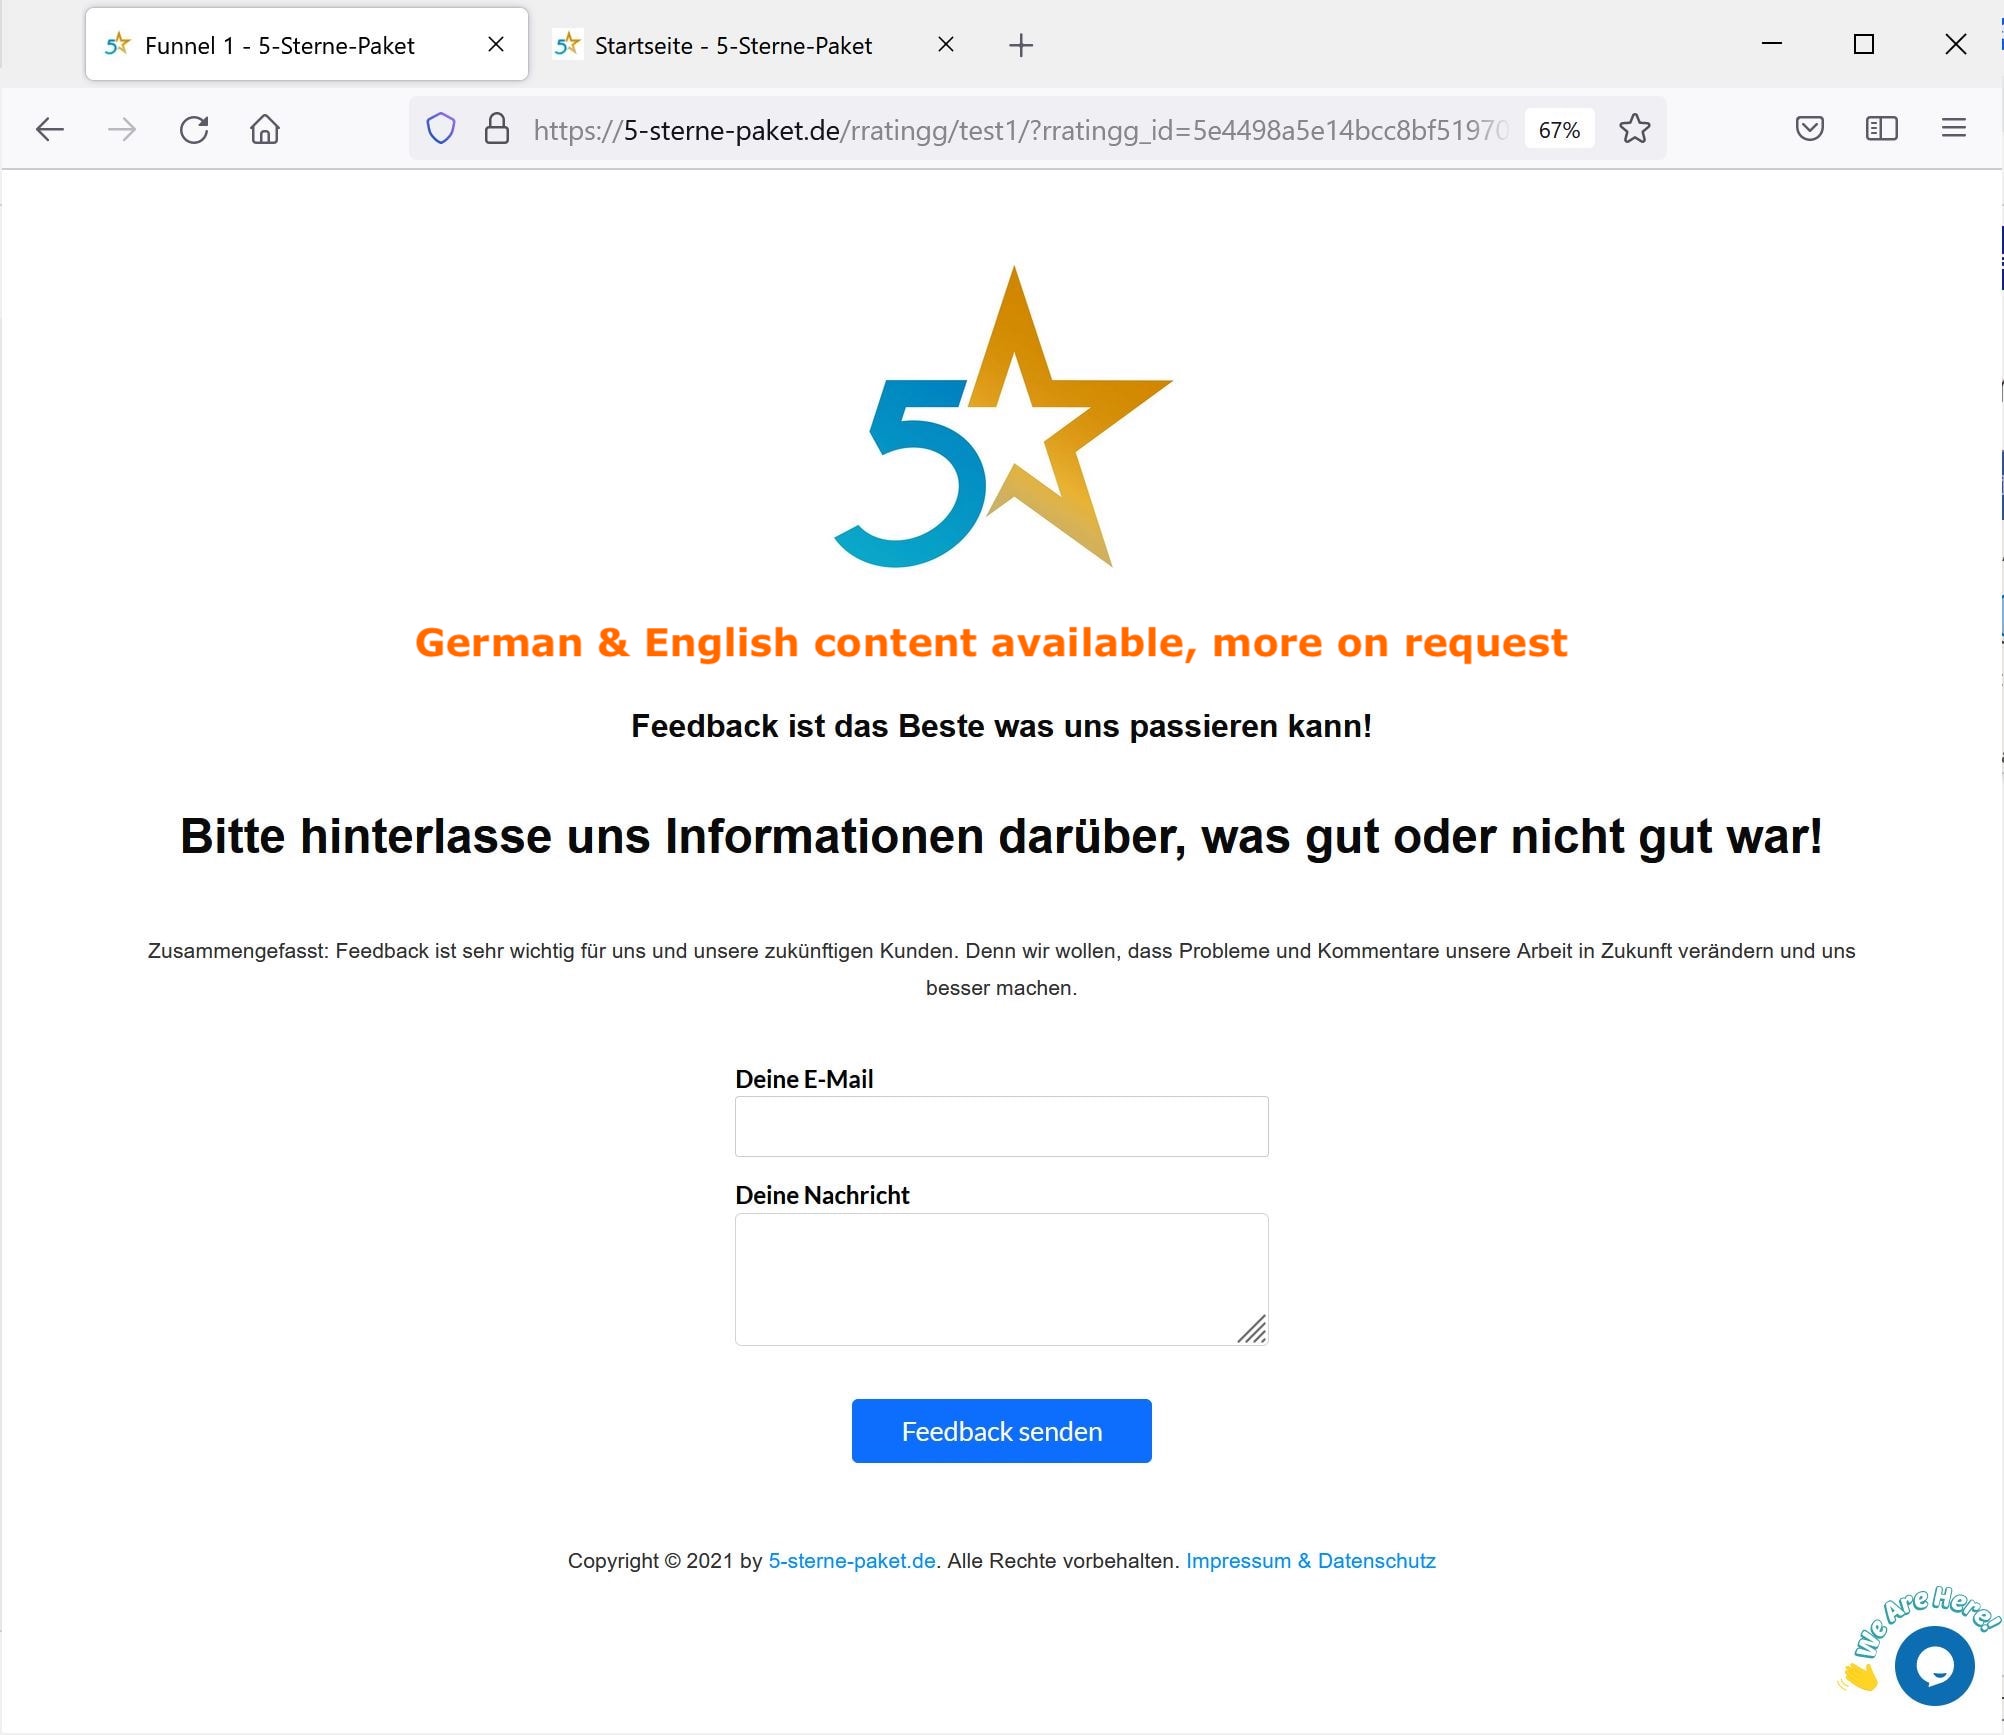 Funnel 1 - 5-Sterne-Paket
Startseite - 5-Sterne-Paket
https://5-sterne-paket.de/rratingg/test1/?rratingg_id=5e4498a5e14bcc8bf51970
67%
5
German & English content available, more on request
Feedback ist das Beste was uns passieren kann!
Bitte hinterlasse uns Informationen darüber, was gut oder nicht gut war!
Zusammengefasst: Feedback ist sehr wichtig für uns und unsere zukünftigen Kunden. Denn wir wollen, dass Probleme und Kommentare unsere Arbeit in Zukunft verändern und uns
besser machen.
Deine E-Mail
Deine Nachricht
Feedback senden
Copyright © 2021 by 5-sterne-paket.de. Alle Rechte vorbehalten. Impressum & Datenschutz
We Are Here!